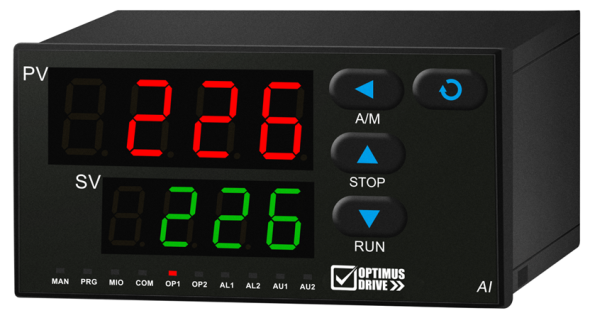 PV 226
A/M
STOP
SV 226
RUN
MAN PRG MIO COM OP1 OP2 AL1 AL2 AU1 AU2
OPTIMUS
DRIVE
AI